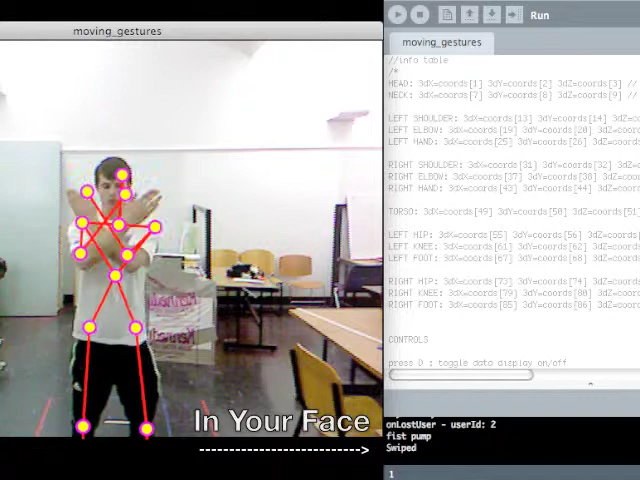 moving_gestures
In Your Face
------------------->
Run
moving_gestures
//info table
/*
HEAD: 3dX=coords[1] 3dY=coords[2] 3dZ=coords[3] //
NECK: 3dX=coords[7] 3dY=coords[8] 3dZ=coords[9] //
LEFT SHOULDER: 3dX=coords[13] 3dY=coords[14] 3dZ=
LEFT ELBOW: 3dX=coords[19] 3dY=coords[20] 3dZ=coo
LEFT HAND: 3dX=coords[25] 3dY=coords[26] 3dZ=coor
RIGHT SHOULDER: 3dX=coords[31] 3dY=coords[32] 3dZ
RIGHT ELBOW: 3dX=coords[37] 3dY=coords[38] 3dZ=co
RIGHT HAND: 3dX=coords[43] 3dY=coords[44] 3dZ=coo
TORSO: 3dX=coords[49] 3dY=coords[50] 3dZ=coords[51]
LEFT HIP: 3dX=coords[55] 3dY=coords[56] 3dZ=coord
LEFT KNEE: 3dX=coords[61] 3dY=coords[62] 3dZ=coor
LEFT FOOT: 3dX=coords[67] 3dY=coords[68] 3dZ=coor
RIGHT HIP: 3dX=coords[73] 3dY=coords[74] 3dZ=coor
RIGHT KNEE: 3dX=coords[79] 3dY=coords[80] 3dZ=coo
RIGHT FOOT: 3dX=coords[85] 3dY=coords[86] 3dZ=coo
CONTROLS
press D : toggle data display on/off
onLostUser - userId: 2
fist pump
Swiped
1